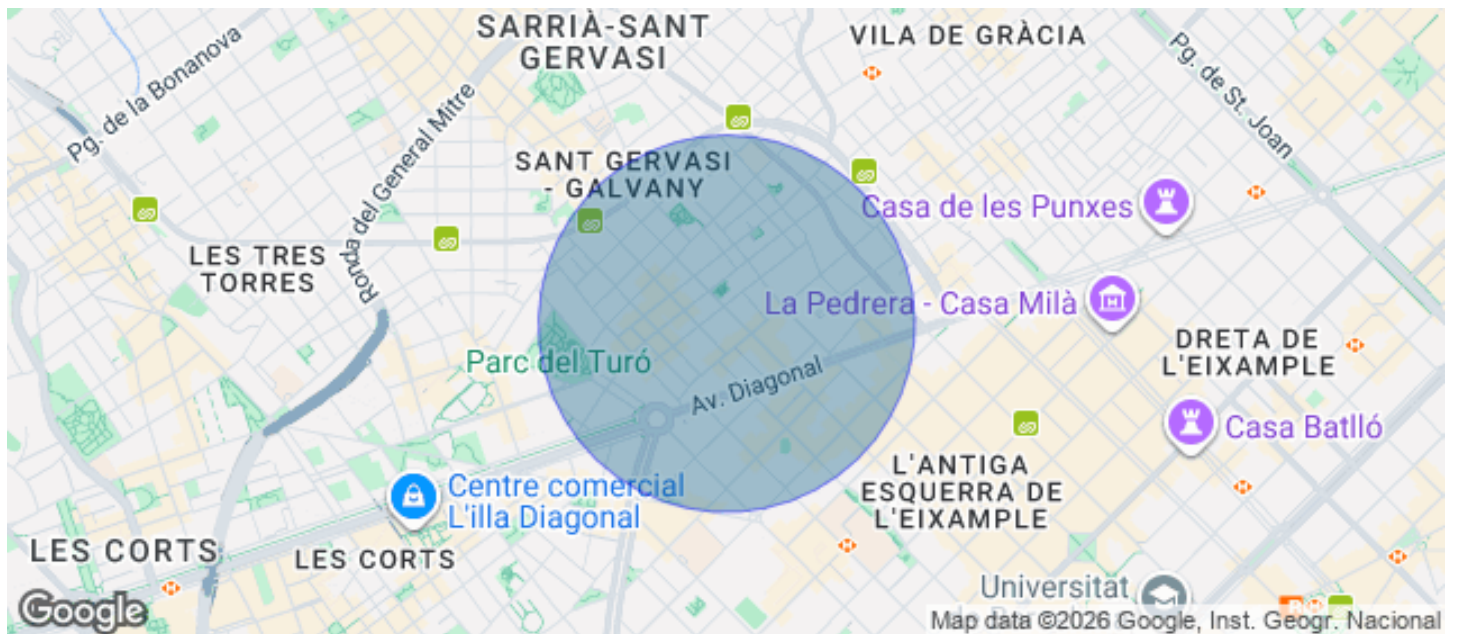 SARRIÀ-SANT
GERVASI
VILA DE GRÀCIA
Pg. de la Bonanova
Ronda del General Mitre
Pg. de St. Joan
SANT GERVASI
- GALVANY
Casa de les Punxes
LES TRES
TORRES
La Pedrera - Casa Milà
DRETA DE
L'EIXAMPLE
Parc del Turó
Av. Diagonal
Casa Batlló
L'ANTIGA
ESQUERRA DE
L'EIXAMPLE
Centre comercial
L'illa Diagonal
LES CORTS
LES CORTS
Universitat
Google
Map data ©2026 Google, Inst. Geogr. Nacional